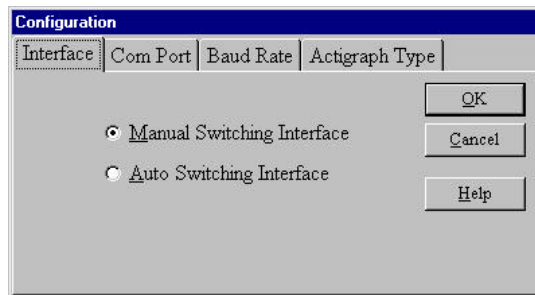 Configuration
Interface Com Port Baud Rate Actigraph Type
OK
Manual Switching Interface
Cancel
Auto Switching Interface
Help